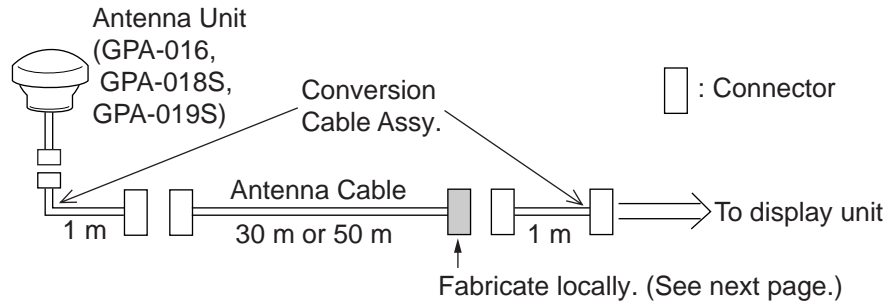 Antenna Unit
(GPA-016,
GPA-018S,
GPA-019S)
Conversion
Cable Assy.
: Connector
Antenna Cable
1 m
30 m or 50 m
1 m
To display unit
Fabricate locally. (See next page.)